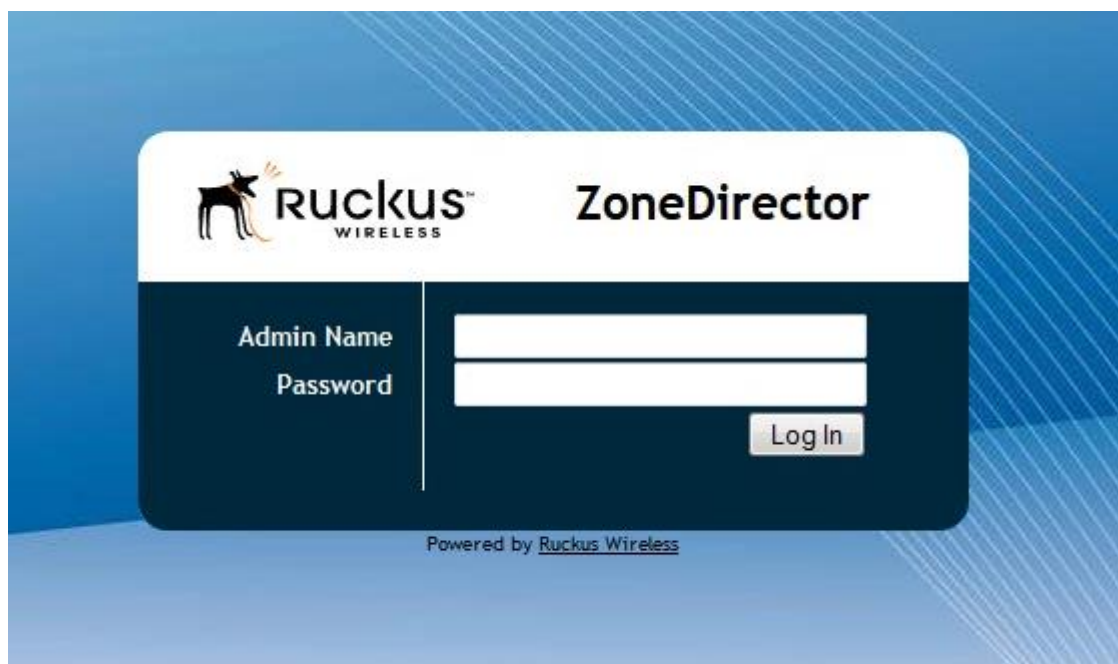 RUCKUS™
WIRELESS
ZoneDirector
Admin Name
Password
Log In
Powered by Ruckus Wireless